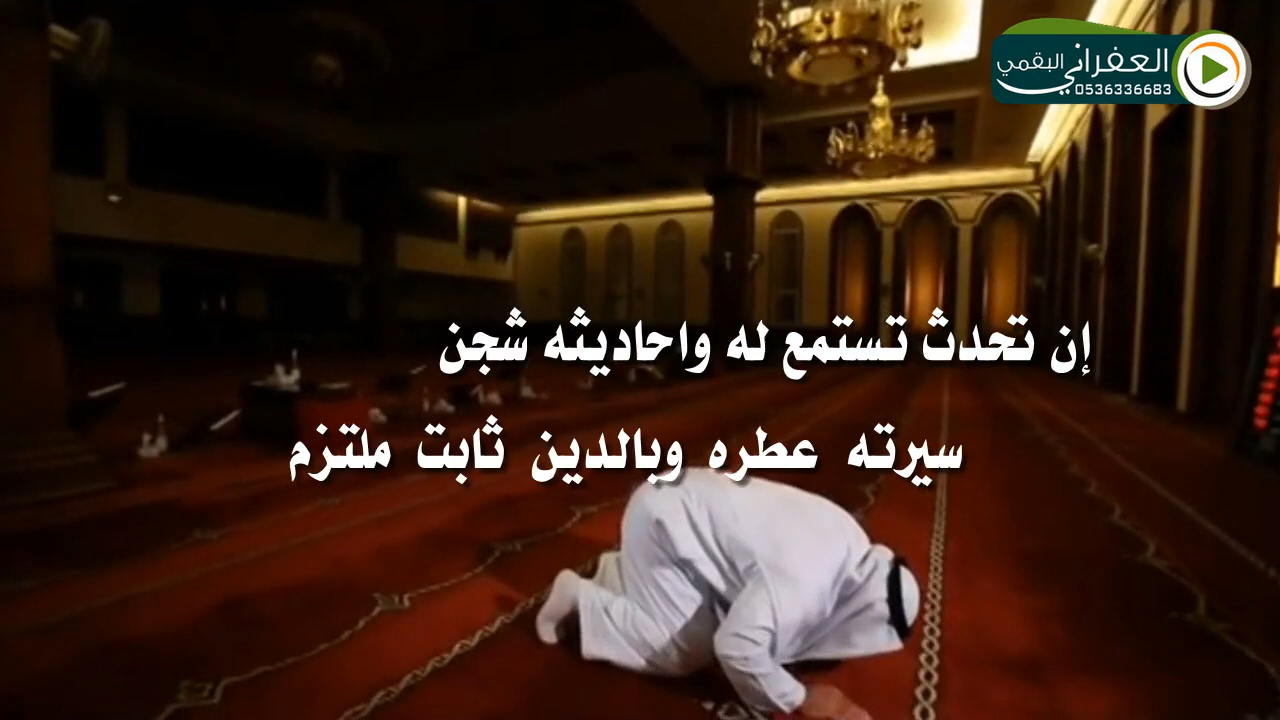 العفراني البقمي
0536336683
إن تحدث تستمع له واحاديثه شجن
سيرته عطره وبالدين ثابت ملتزم